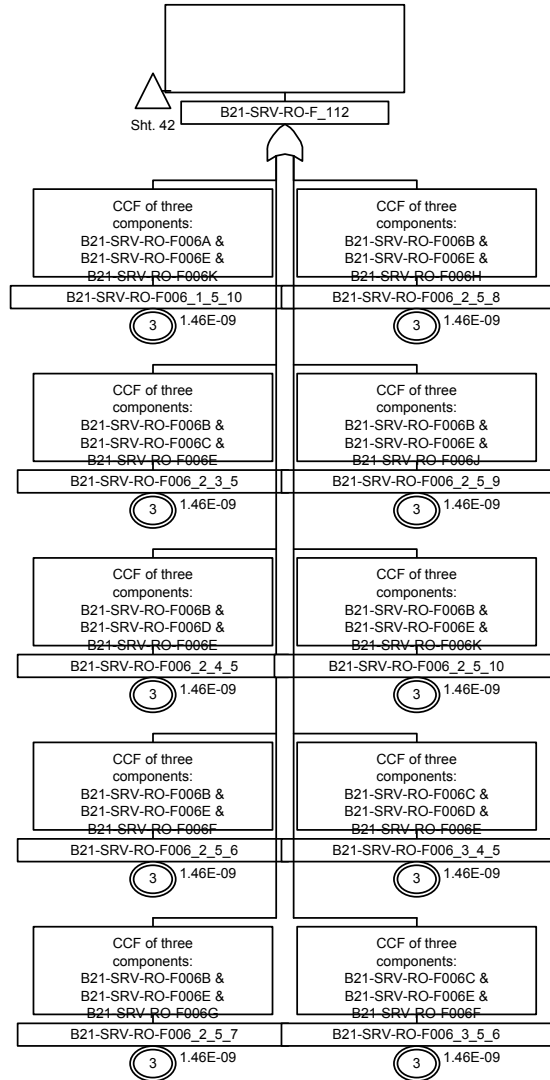 Sht. 42
B21-SRV-RO-F_112
CCF of three
components:
B21-SRV-RO-F006A &
B21-SRV-RO-F006E &
B21-SRV-RO-F006K
B21-SRV-RO-F006_1_5_10
3
1.46E-09
CCF of three
components:
B21-SRV-RO-F006B &
B21-SRV-RO-F006E &
B21-SRV-RO-F006H
B21-SRV-RO-F006_2_5_8
3
1.46E-09
CCF of three
components:
B21-SRV-RO-F006B &
B21-SRV-RO-F006C &
B21-SRV-RO-F006E
B21-SRV-RO-F006_2_3_5
3
1.46E-09
CCF of three
components:
B21-SRV-RO-F006B &
B21-SRV-RO-F006E &
B21-SRV-RO-F006J
B21-SRV-RO-F006_2_5_9
3
1.46E-09
CCF of three
components:
B21-SRV-RO-F006B &
B21-SRV-RO-F006D &
B21-SRV-RO-F006E
B21-SRV-RO-F006_2_4_5
3
1.46E-09
CCF of three
components:
B21-SRV-RO-F006B &
B21-SRV-RO-F006E &
B21-SRV-RO-F006K
B21-SRV-RO-F006_2_5_10
3
1.46E-09
CCF of three
components:
B21-SRV-RO-F006B &
B21-SRV-RO-F006E &
B21-SRV-RO-F006F
B21-SRV-RO-F006_2_5_6
3
1.46E-09
CCF of three
components:
B21-SRV-RO-F006C &
B21-SRV-RO-F006D &
B21-SRV-RO-F006E
B21-SRV-RO-F006_3_4_5
3
1.46E-09
CCF of three
components:
B21-SRV-RO-F006B &
B21-SRV-RO-F006E &
B21-SRV-RO-F006G
B21-SRV-RO-F006_2_5_7
3
1.46E-09
CCF of three
components:
B21-SRV-RO-F006C &
B21-SRV-RO-F006E &
B21-SRV-RO-F006F
B21-SRV-RO-F006_3_5_6
3
1.46E-09